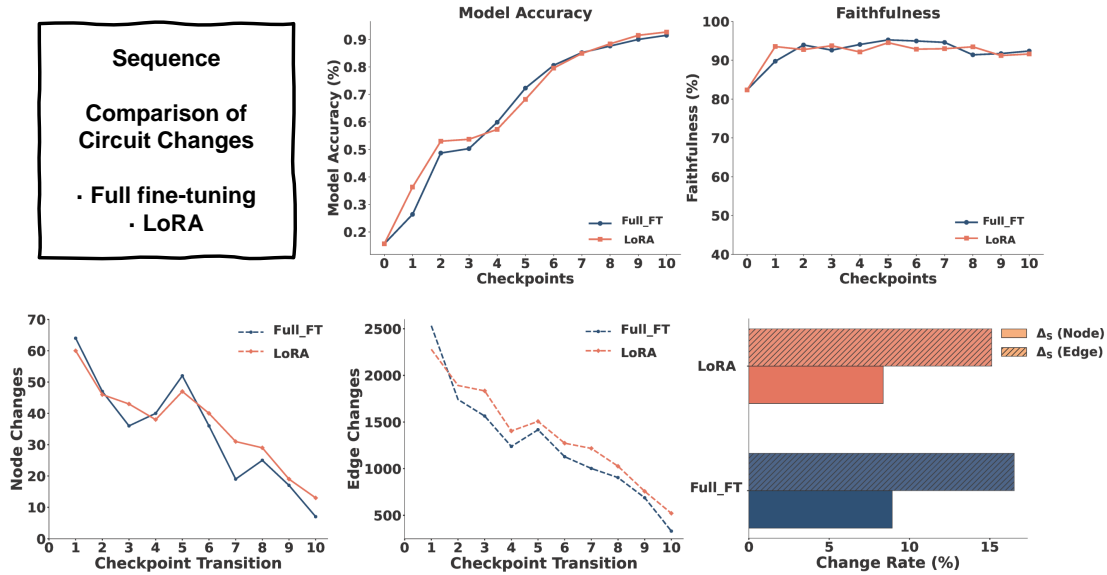 Sequence
Comparison of
Circuit Changes
· Full fine-tuning
· LoRA
Model Accuracy
Model Accuracy (%)
0.9
0.8
0.7
0.6
0.5
0.4
0.3
0.2
Full_FT
LoRA
0 1 2 3 4 5 6 7 8 9 10
Checkpoints
Faithfulness
Faithfulness (%)
100
90
80
70
60
50
40
Full_FT
LoRA
0 1 2 3 4 5 6 7 8 9 10
Checkpoints
Node Changes
70
60
50
40
30
20
10
0
Full_FT
LoRA
1 2 3 4 5 6 7 8 9 10
Checkpoint Transition
Edge Changes
2500
2000
1500
1000
500
Full_FT
LoRA
1 2 3 4 5 6 7 8 9 10
Checkpoint Transition
LoRA
Full_FT
Δs (Node)
Δs (Edge)
0 5 10 15
Change Rate (%)